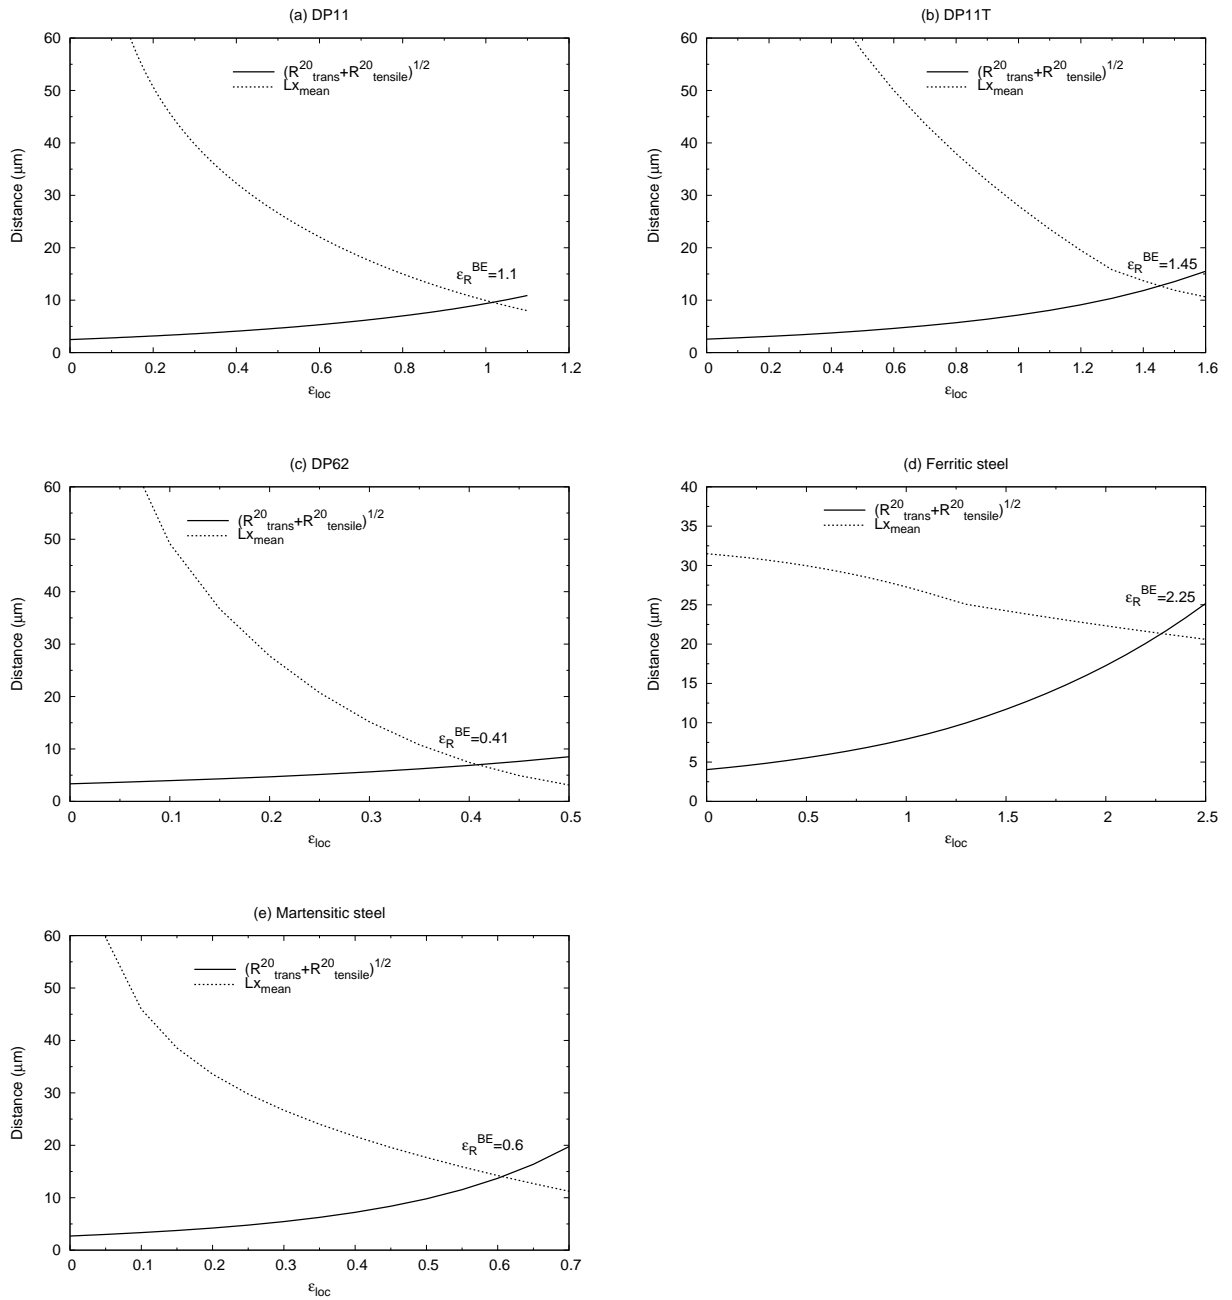 (a) DP11
(R^20_trans+R^20_tensile)^1/2
Lx_mean
ε_R^BE=1.1
Distance (μm)
60
50
40
30
20
10
0
0 0.2 0.4 0.6 0.8 1 1.2
ε_loc
(b) DP11T
(R^20_trans+R^20_tensile)^1/2
Lx_mean
ε_R^BE=1.45
Distance (μm)
60
50
40
30
20
10
0
0 0.2 0.4 0.6 0.8 1 1.2 1.4 1.6
ε_loc
(c) DP62
(R^20_trans+R^20_tensile)^1/2
Lx_mean
ε_R^BE=0.41
Distance (μm)
60
50
40
30
20
10
0
0 0.1 0.2 0.3 0.4 0.5
ε_loc
(d) Ferritic steel
(R^20_trans+R^20_tensile)^1/2
Lx_mean
ε_R^BE=2.25
Distance (μm)
40
35
30
25
20
15
10
5
0
0 0.5 1 1.5 2 2.5
ε_loc
(e) Martensitic steel
(R^20_trans+R^20_tensile)^1/2
Lx_mean
ε_R^BE=0.6
Distance (μm)
60
50
40
30
20
10
0
0 0.1 0.2 0.3 0.4 0.5 0.6 0.7
ε_loc